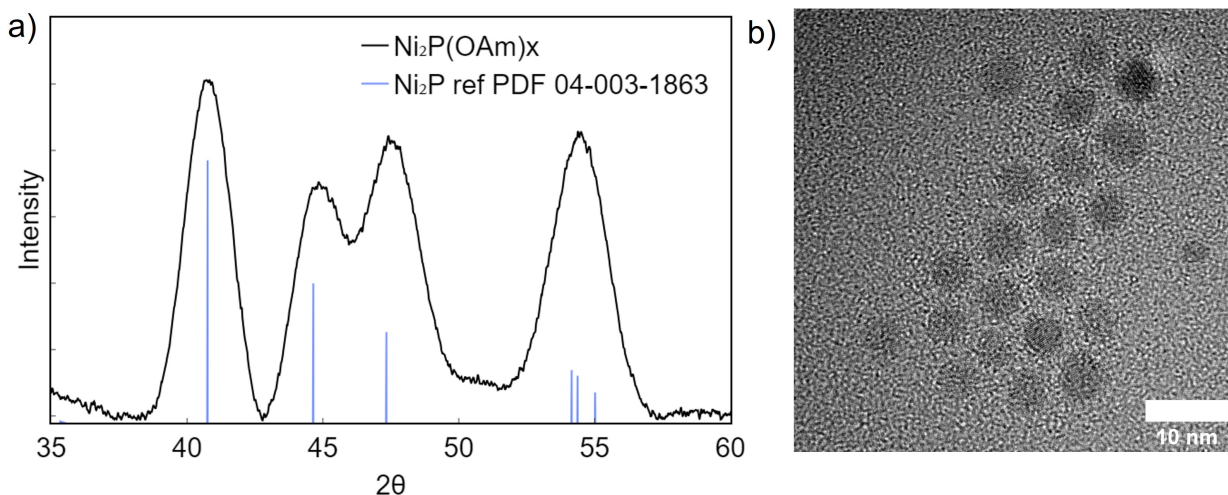 a)
Ni₂P(OAm)x
Ni₂P ref PDF 04-003-1863
Intensity
35 40 45 50 55 60
2θ
b)
10 nm